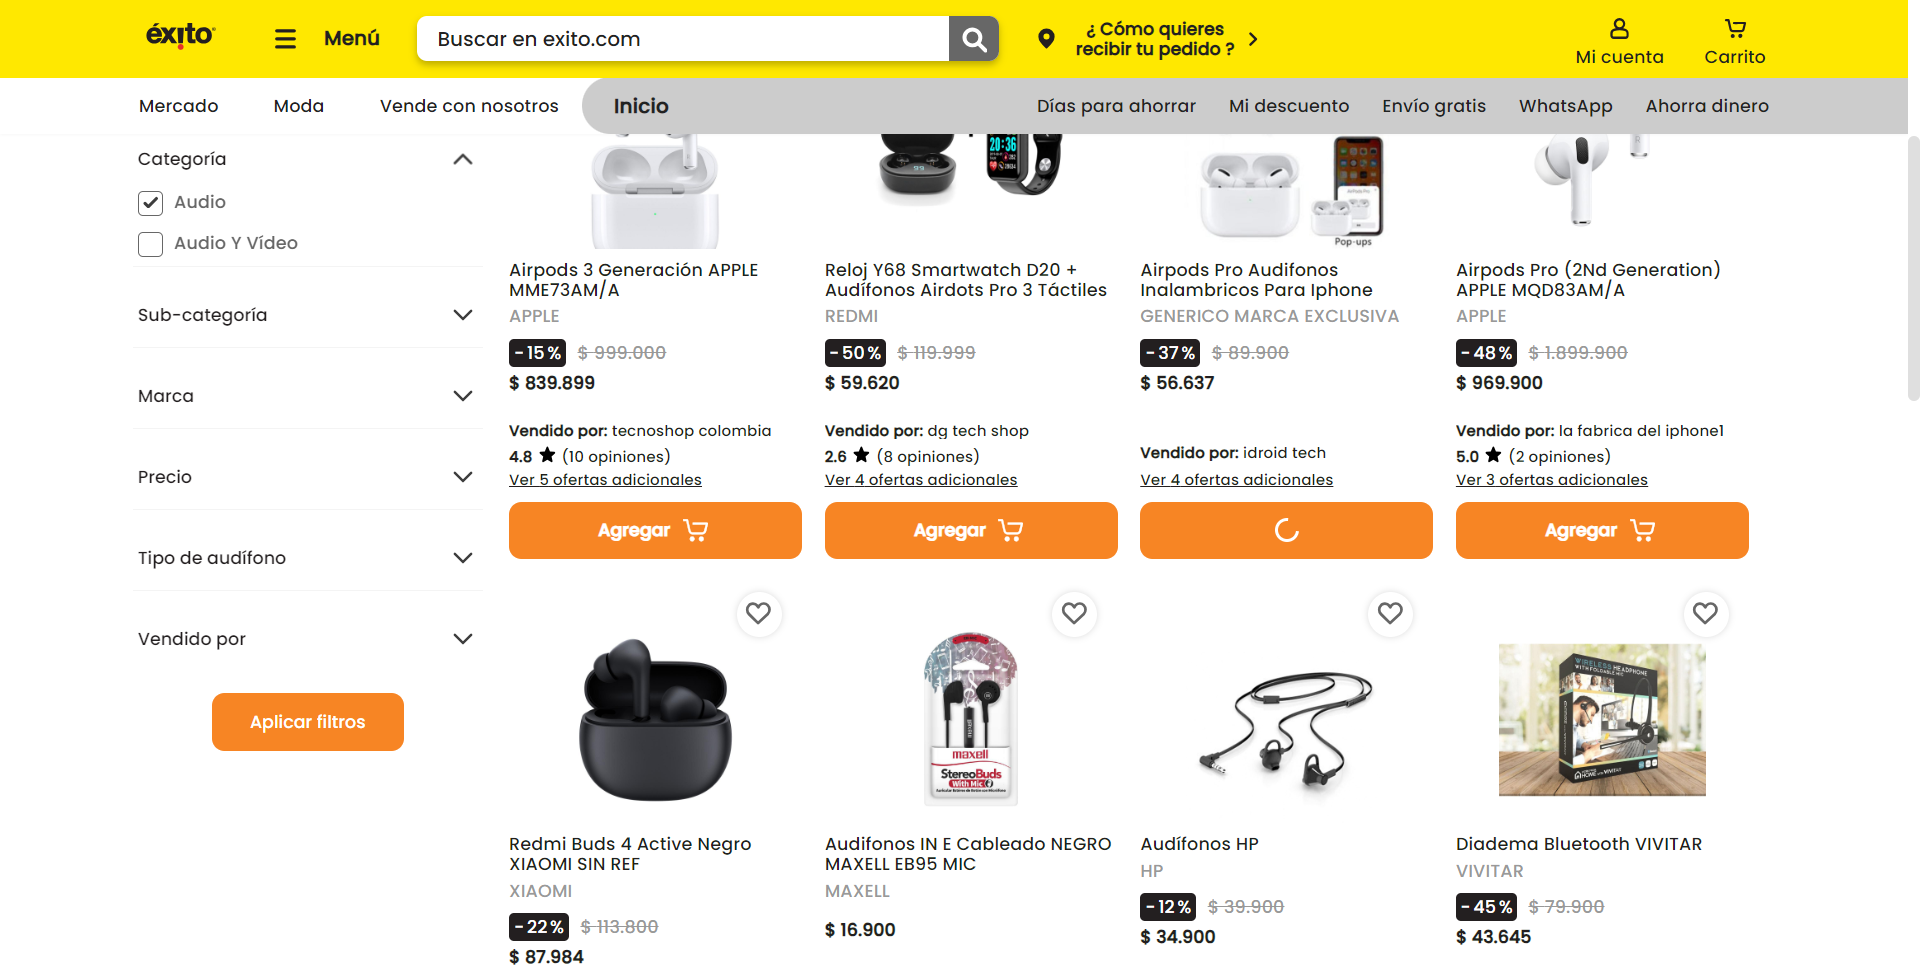 éxito
Menú
Buscar en exito.com
¿ Cómo quieres
recibir tu pedido ?
Mi cuenta
Carrito
Mercado
Moda
Vende con nosotros
Inicio
Días para ahorrar
Mi descuento
Envío gratis
WhatsApp
Ahorra dinero
Categoría
Audio
Audio Y Vídeo
Sub-categoría
Marca
Precio
Tipo de audífono
Vendido por
Aplicar filtros
Airpods 3 Generación APPLE
MME73AM/A
APPLE
-15% $ 999.000
$ 839.899
Vendido por: tecnoshop colombia
4.8 ★ (10 opiniones)
Ver 5 ofertas adicionales
Agregar
20:36
Reloj Y68 Smartwatch D20 +
Audífonos Airdots Pro 3 Táctiles
REDMI
-50% $ 119.999
$ 59.620
Vendido por: dg tech shop
2.6 ★ (8 opiniones)
Ver 4 ofertas adicionales
Agregar
Pop-ups
Airpods Pro Audifonos
Inalambricos Para Iphone
GENERICO MARCA EXCLUSIVA
-37% $ 89.900
$ 56.637
Vendido por: idroid tech
Ver 4 ofertas adicionales
Airpods Pro (2Nd Generation)
APPLE MQD83AM/A
APPLE
-48% $ 1.899.900
$ 969.900
Vendido por: la fabrica del iphone1
5.0 ★ (2 opiniones)
Ver 3 ofertas adicionales
Agregar
Redmi Buds 4 Active Negro
XIAOMI SIN REF
XIAOMI
-22% $ 113.800
$ 87.984
maxell
StereoBuds
With Mic
Audifonos IN E Cableado NEGRO
MAXELL EB95 MIC
MAXELL
$ 16.900
Audífonos HP
HP
-12% $ 39.900
$ 34.900
WIRELESS HEADPHONE
WITH FOLDABLE MIC
HOME
Diadema Bluetooth VIVITAR
VIVITAR
-45% $ 79.900
$ 43.645